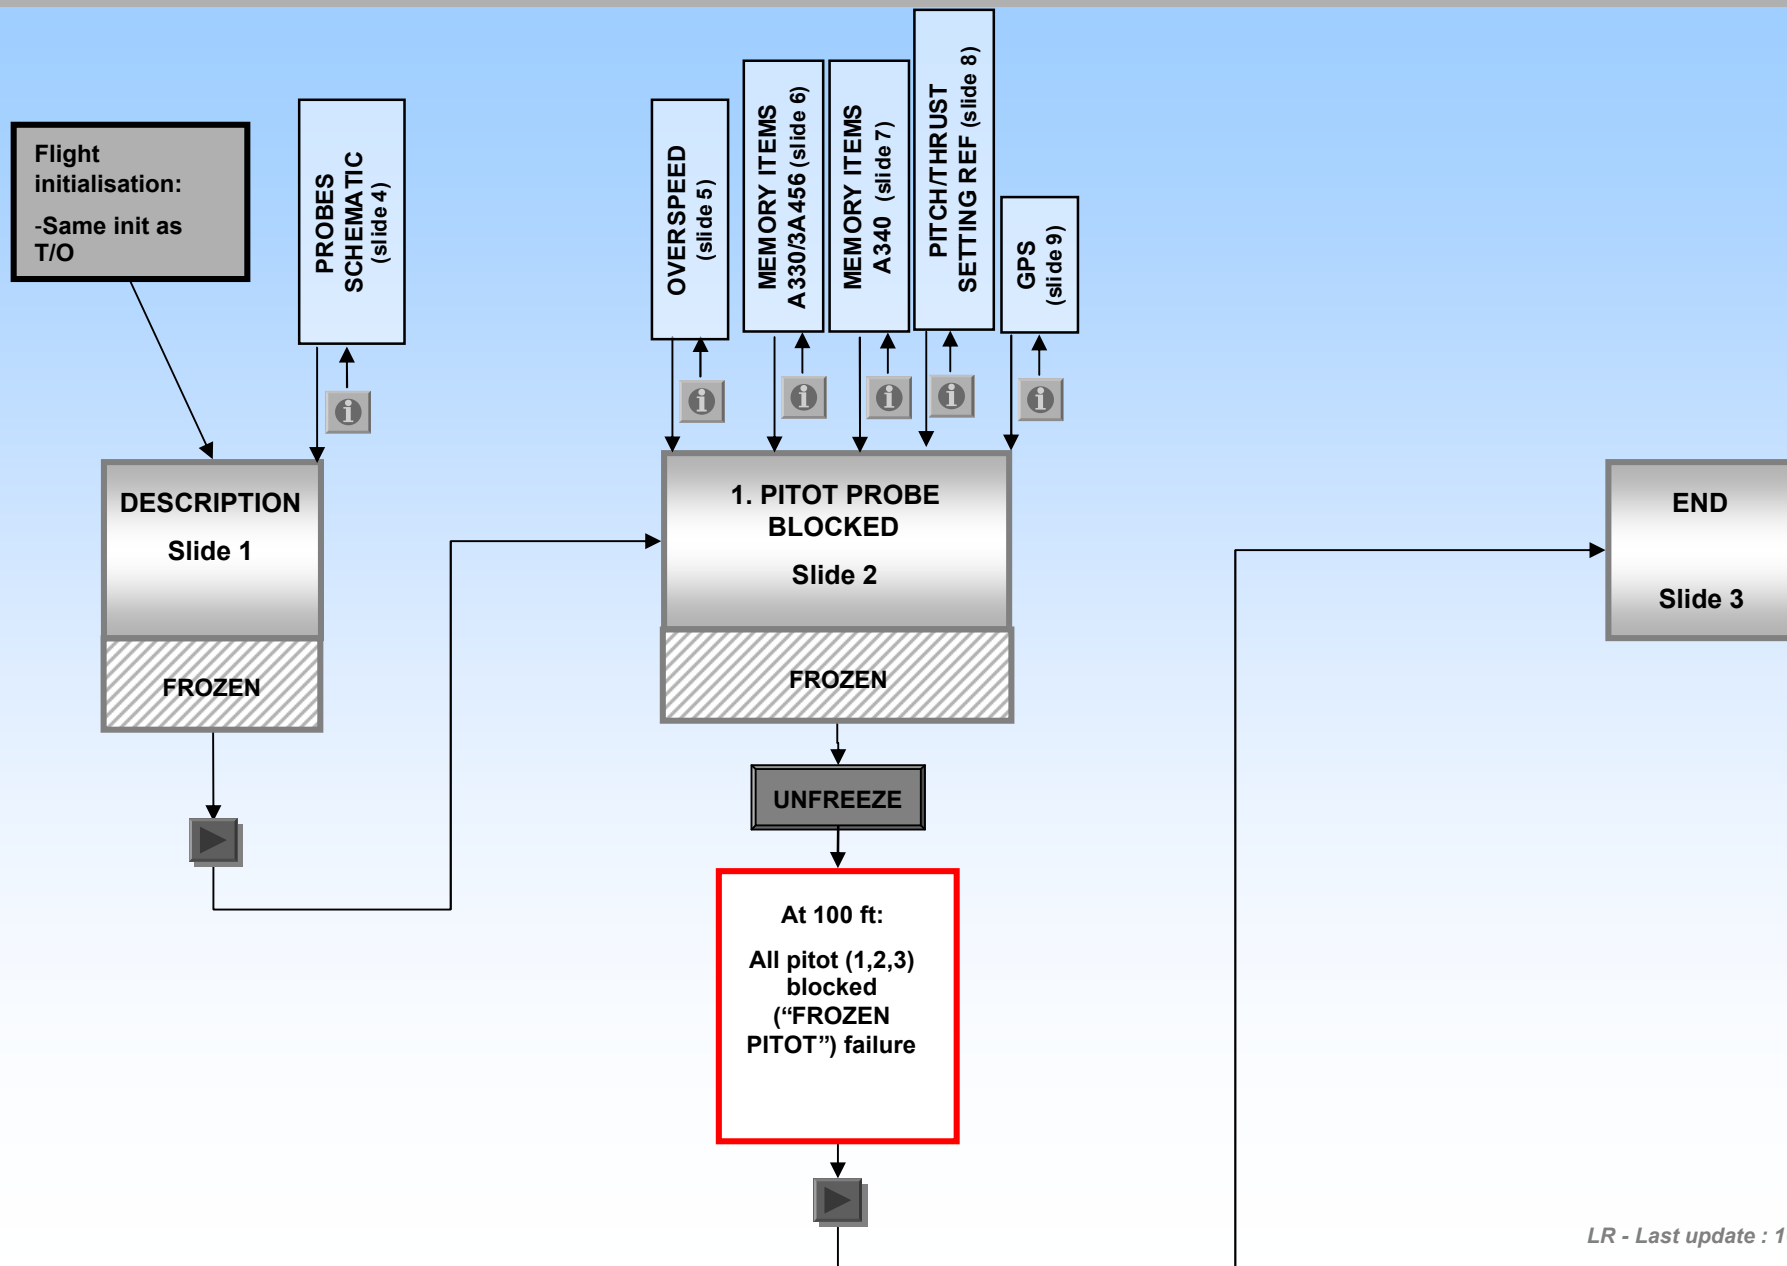 Flight
initialisation:
-Same init as
T/O
PROBES
SCHEMATIC
(slide 4)
OVERSPEED
(slide 5)
MEMORY ITEMS
A330/3A456 (slide 6)
MEMORY ITEMS
A340 (slide 7)
PITCH/THRUST
SETTING REF (slide 8)
GPS
(slide 9)
DESCRIPTION
Slide 1
FROZEN
1. PITOT PROBE
BLOCKED
Slide 2
FROZEN
UNFREEZE
At 100 ft:
All pitot (1,2,3)
blocked
(“FROZEN
PITOT”) failure
END
Slide 3
LR - Last update : 1